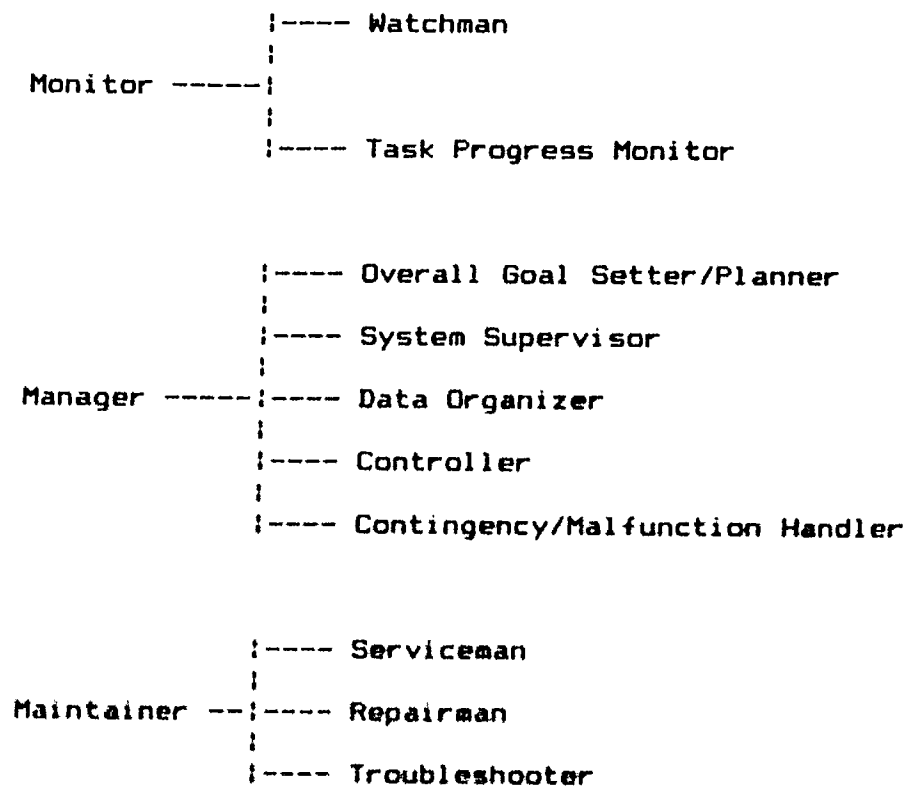 Watchman
Monitor
Task Progress Monitor
Overall Goal Setter/Planner
System Supervisor
Manager
Data Organizer
Controller
Contingency/Malfunction Handler
Serviceman
Maintainer
Repairman
Troubleshooter